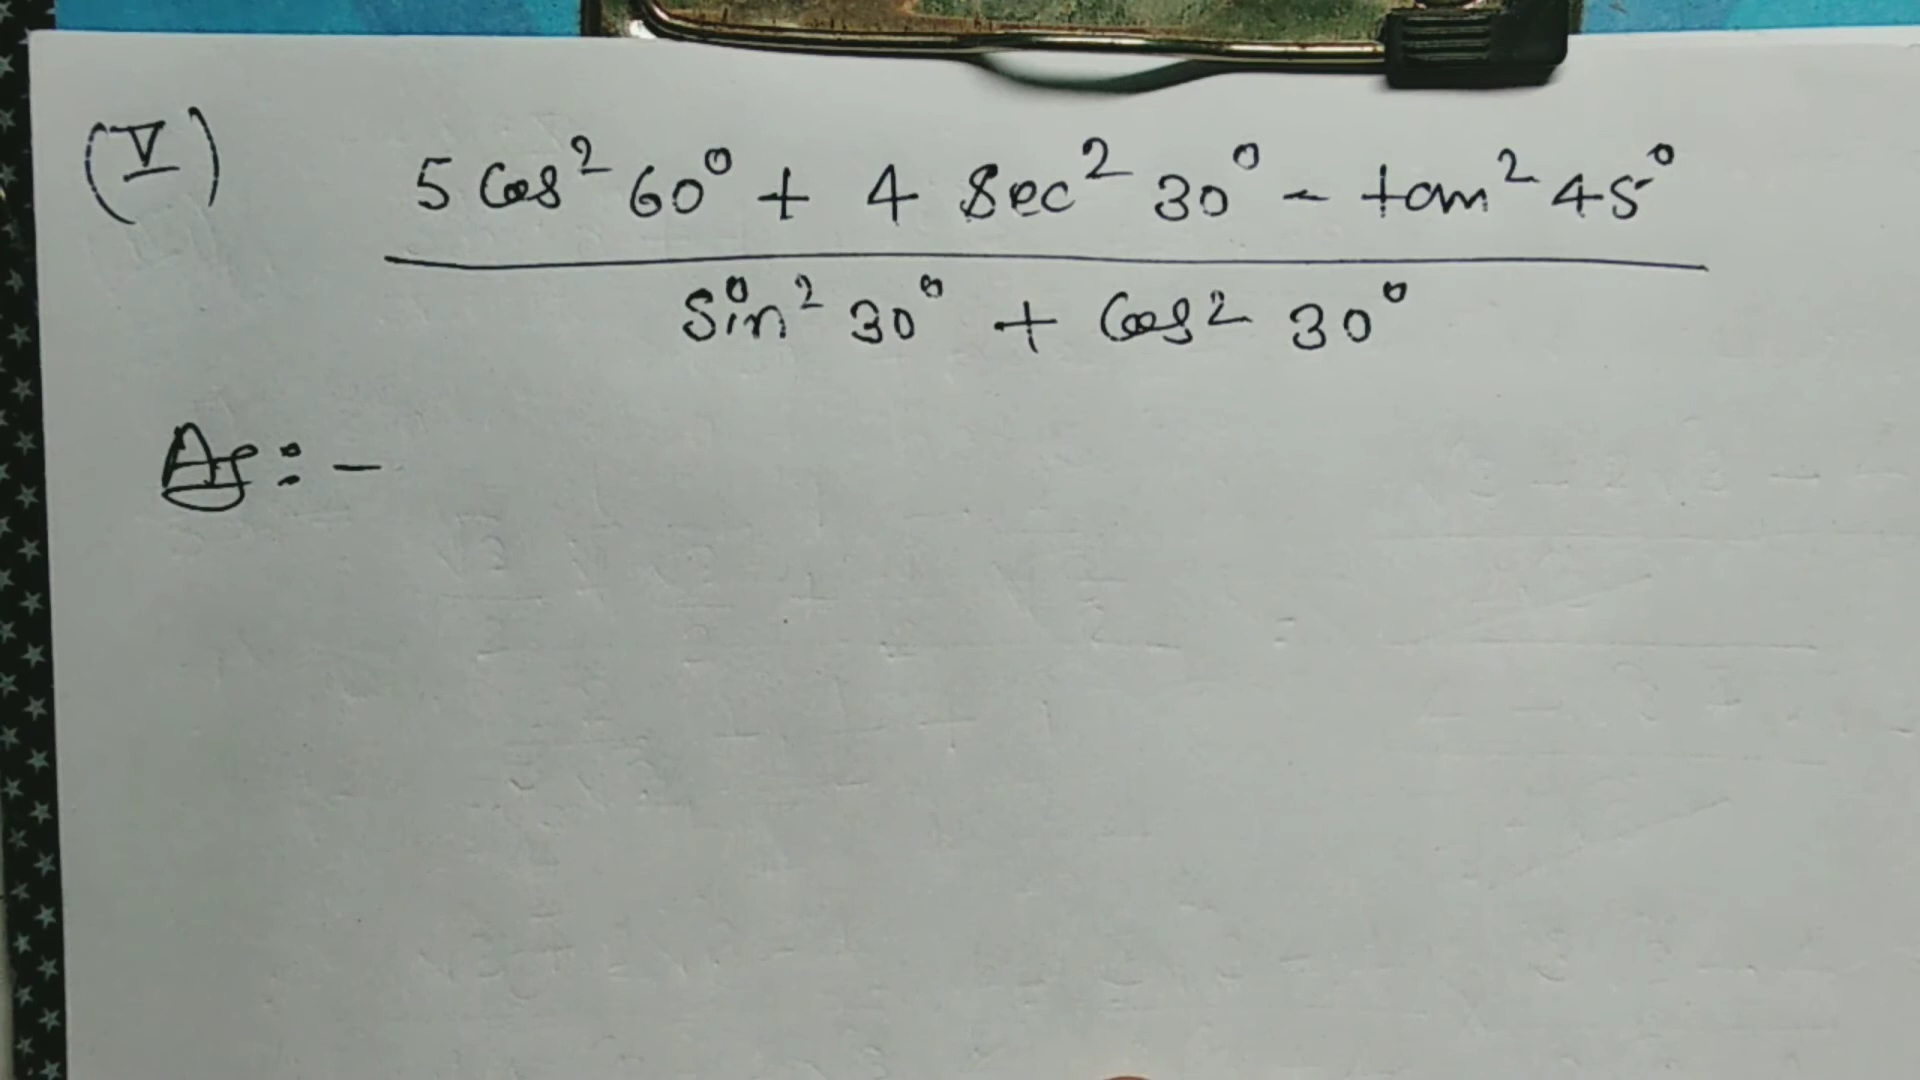 (V) 5 Cos² 60° + 4 Sec² 30° - tan² 45°
Sin² 30° + Cos² 30°
As: -